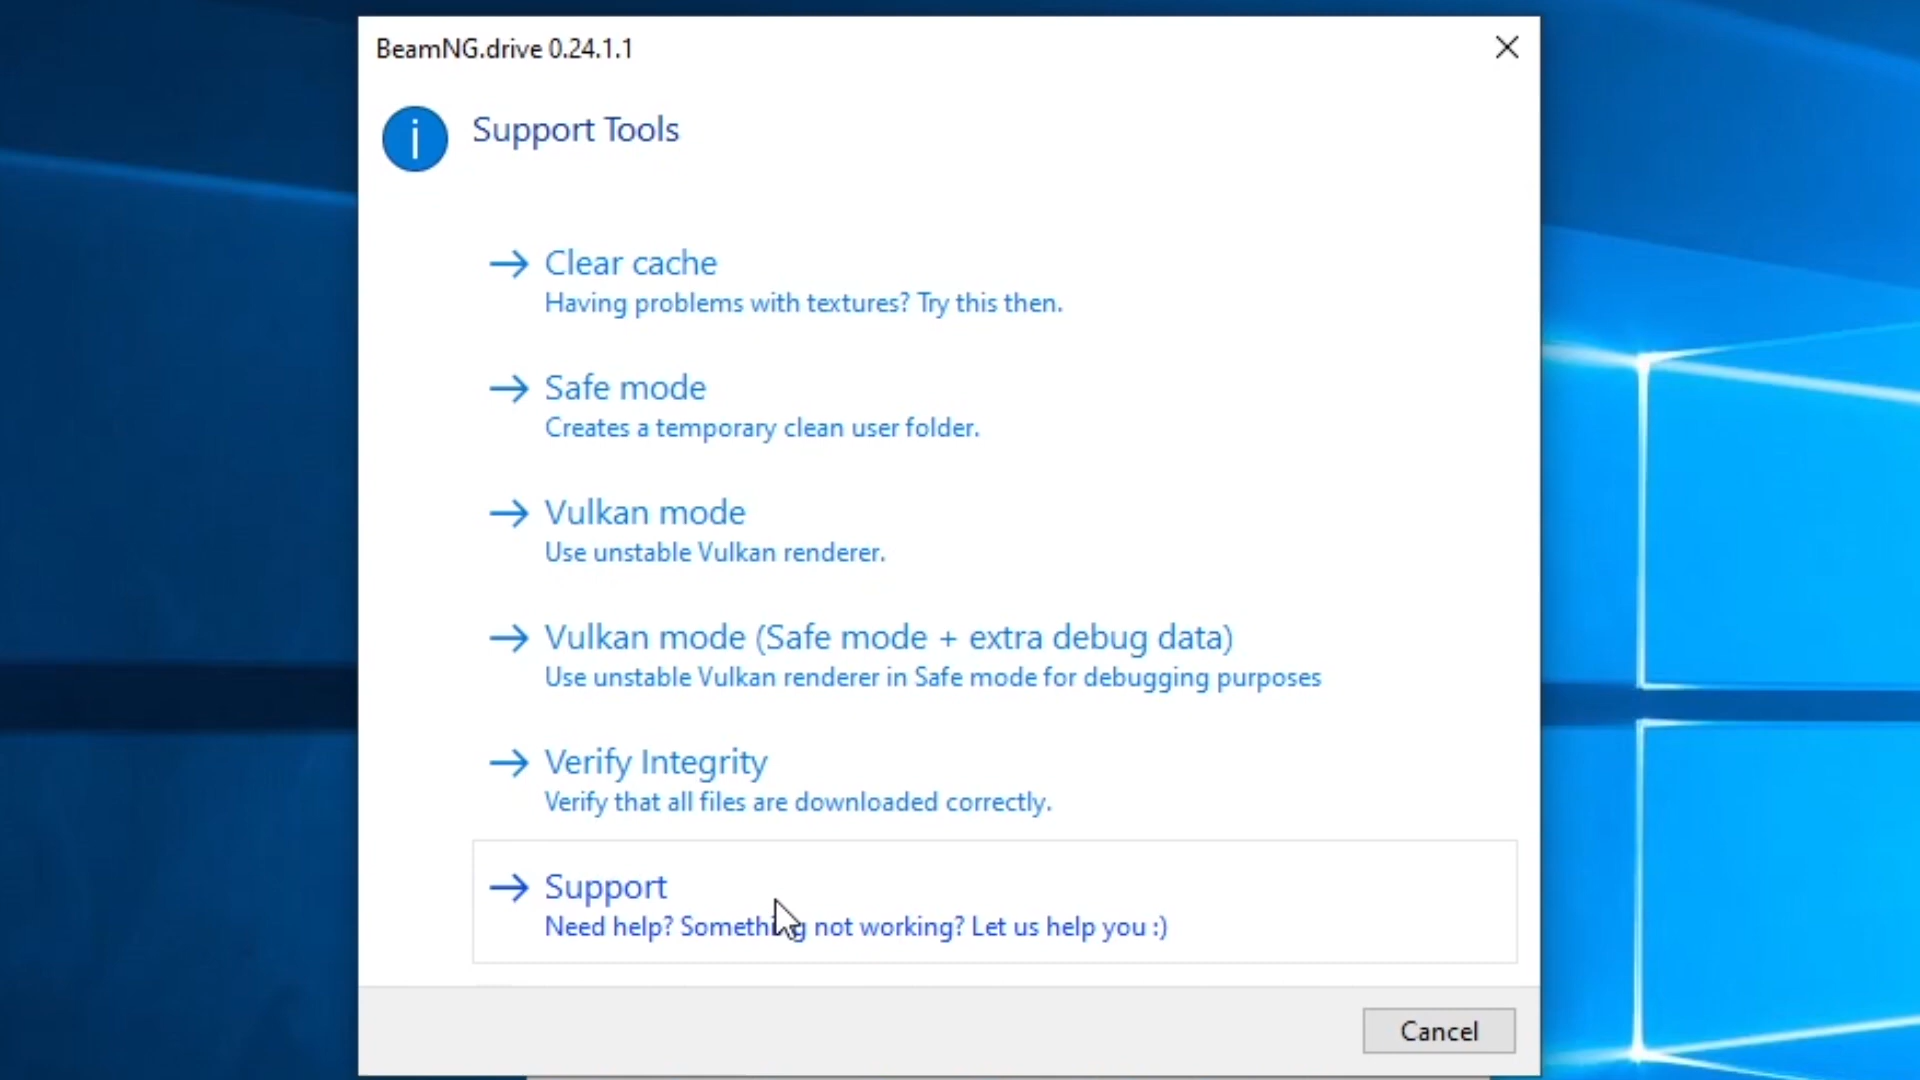 BeamNG.drive 0.24.1.1
Support Tools
Clear cache
Having problems with textures? Try this then.
Safe mode
Creates a temporary clean user folder.
Vulkan mode
Use unstable Vulkan renderer.
Vulkan mode (Safe mode + extra debug data)
Use unstable Vulkan renderer in Safe mode for debugging purposes
Verify Integrity
Verify that all files are downloaded correctly.
Support
Need help? Something not working? Let us help you :)
Cancel